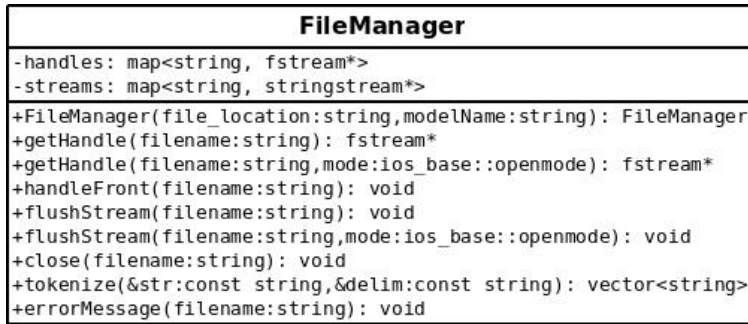 FileManager
-handles: map<string, fstream*>
-streams: map<string, stringstream*>
+FileManager(file_location:string,modelName:string): FileManager
+getHandle(filename:string): fstream*
+getHandle(filename:string,mode:ios_base::openmode): fstream*
+handleFront(filename:string): void
+flushStream(filename:string): void
+flushStream(filename:string,mode:ios_base::openmode): void
+close(filename:string): void
+tokenize(&str:const string,&delim:const string): vector<string>
+errorMessage(filename:string): void